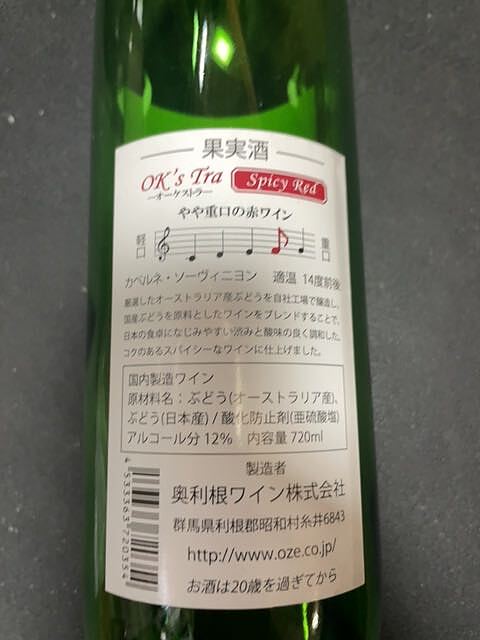 果実酒
OK's Tra
Spicy Red
―オーケストラ―
やや重口の赤ワイン
軽口
重口
カベルネ・ソーヴィニヨン 適温 14度前後
厳選したオーストラリア産ぶどうを自社工場で醸造し、
国産ぶどうを原料としたワインをブレンドすることで、
日本の食卓になじみやすい渋みと酸味の良く調和した、
コクのあるスパイシーなワインに仕上げました。
国内製造ワイン
原材料名：ぶどう(オーストラリア産)、
ぶどう(日本産) / 酸化防止剤(亜硫酸塩)
アルコール分 12% 内容量 720ml
製造者
奥利根ワイン株式会社
群馬県利根郡昭和村糸井6843
http://www.oze.co.jp/
お酒は20歳を過ぎてから
4533363720354